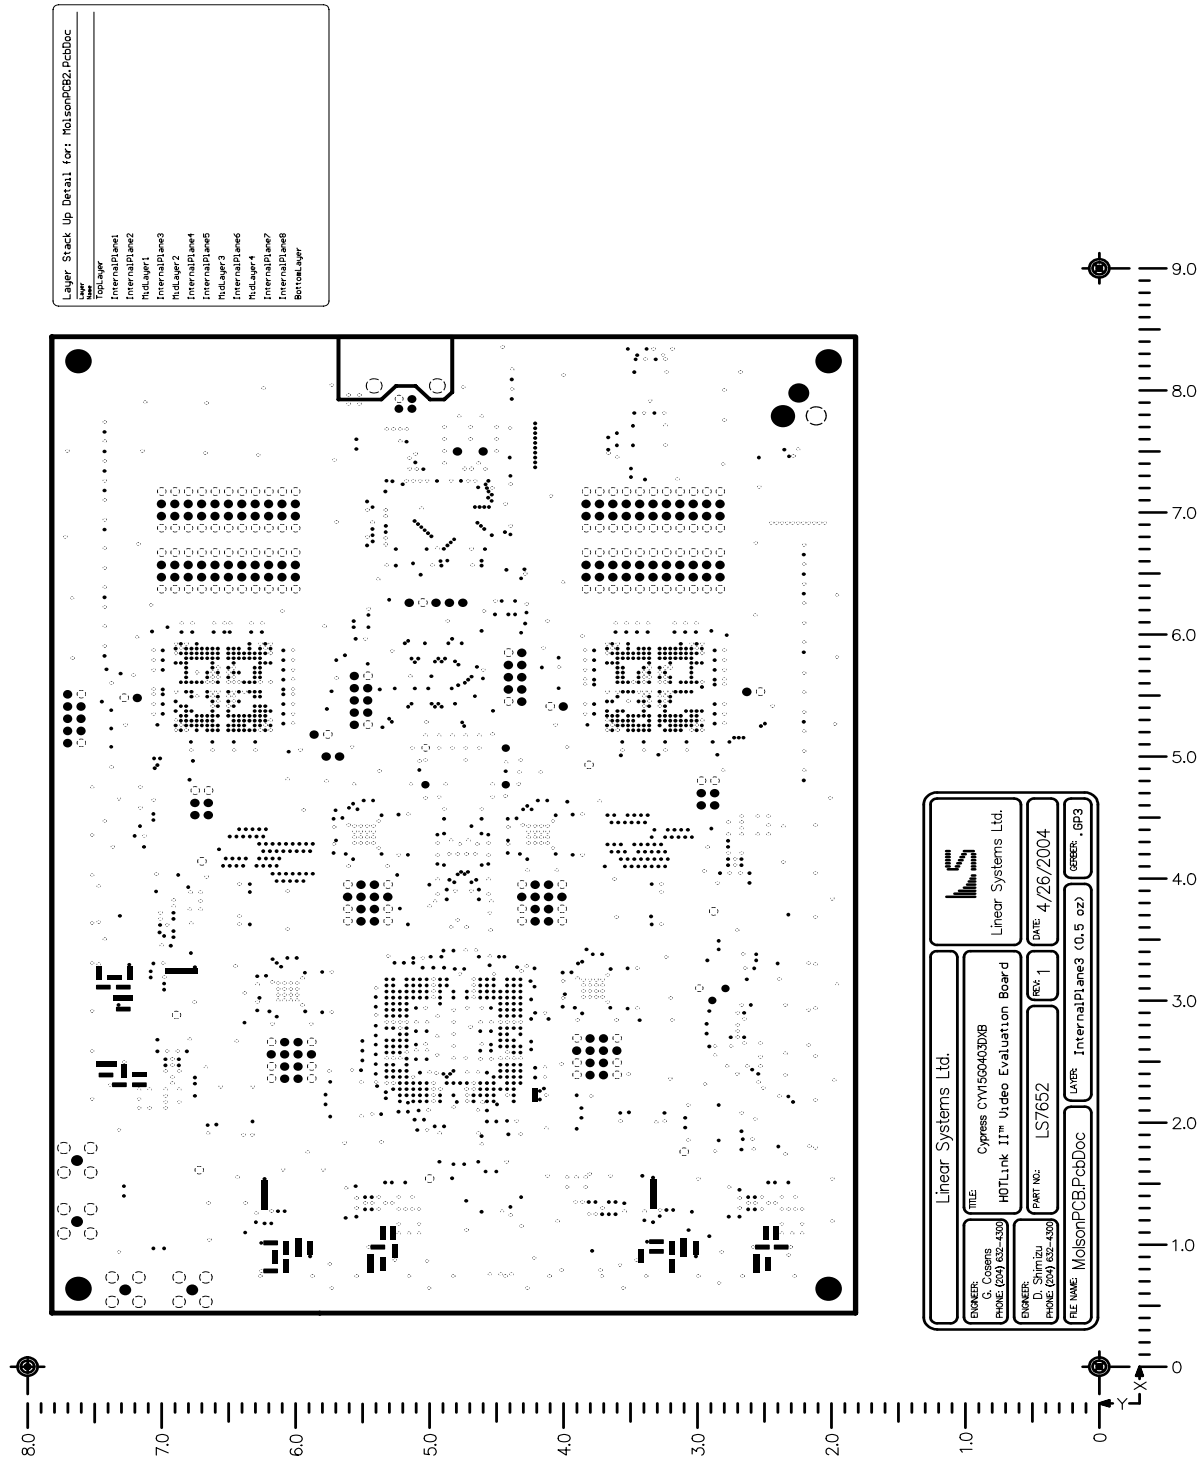 Layer Stack Up Detail for: MolsonPCB2.PcbDoc
Layer
Name
TopLayer
InternalPlane1
InternalPlane2
MidLayer1
InternalPlane3
MidLayer2
InternalPlane4
InternalPlane5
MidLayer3
InternalPlane6
MidLayer4
InternalPlane7
InternalPlane8
BottomLayer
9.0
8.0
7.0
6.0
5.0
4.0
3.0
2.0
1.0
0
X
Y
8.0
7.0
6.0
5.0
4.0
3.0
2.0
1.0
0
Linear Systems Ltd.
LS
Linear Systems Ltd.
TITLE:
Cypress CYV15G0403DXB
HOTLink II™ Video Evaluation Board
ENGINEER:
G. Cosens
PHONE: (204) 632-4300
ENGINEER:
D. Shimizu
PHONE: (204) 632-4300
PART NO.: LS7652
REV: 1
DATE: 4/26/2004
FILE NAME: MolsonPCB.PcbDoc
LAYER: InternalPlane3 (0.5 oz)
GERBER: .GP3